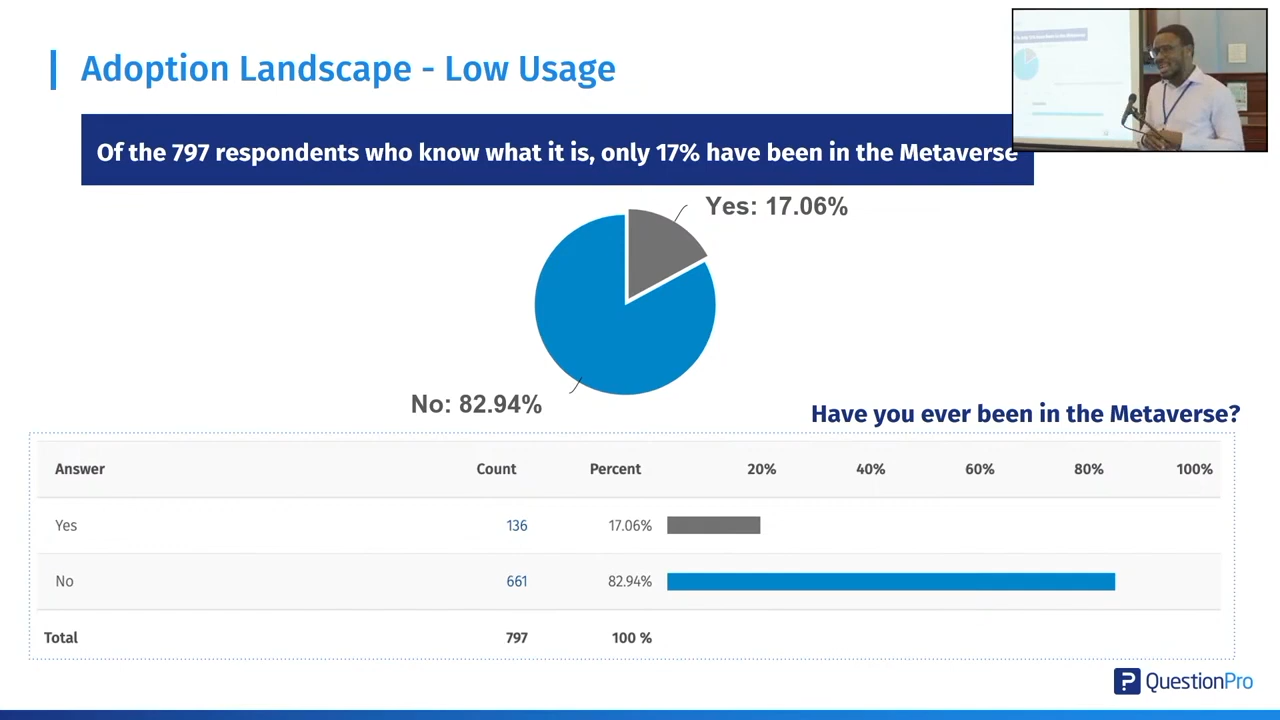 Adoption Landscape - Low Usage
Of the 797 respondents who know what it is, only 17% have been in the Metaverse
Yes: 17.06%
No: 82.94%
Have you ever been in the Metaverse?
Answer Count Percent 20% 40% 60% 80% 100%
Yes 136 17.06%
No 661 82.94%
Total 797 100 %
QuestionPro